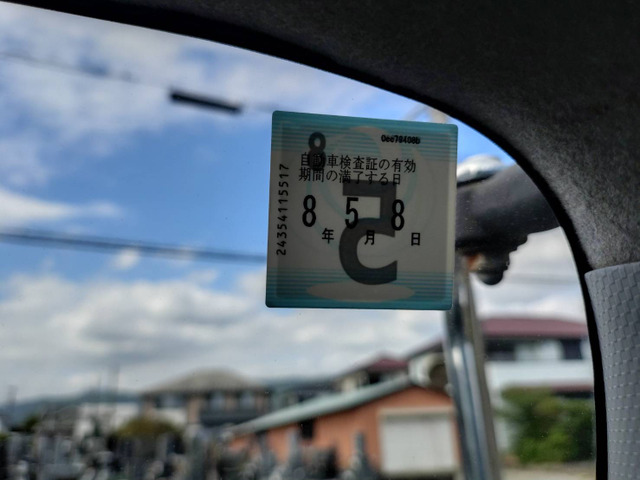 06678400b
8
自動車検査証の有効
期間の満了する日
8年 5月 8日
5
24354115517